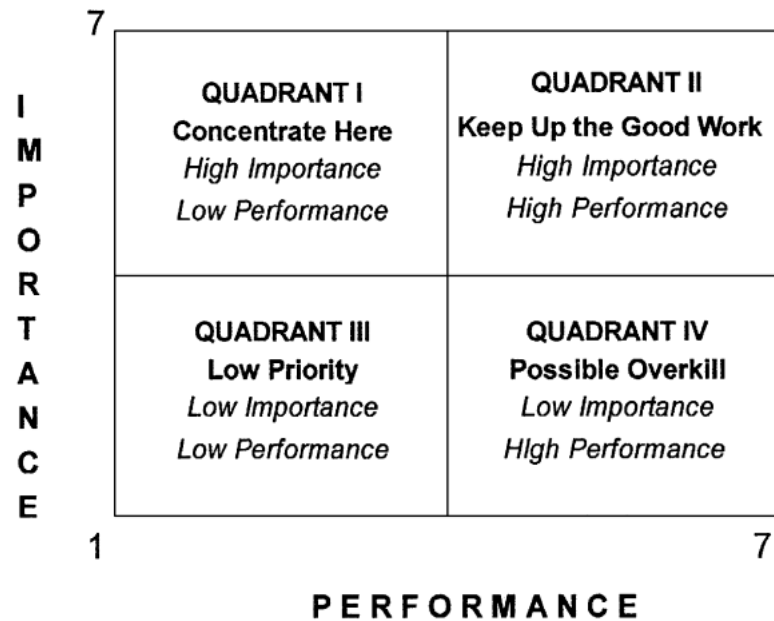 7
IMPORTANCE
QUADRANT I
Concentrate Here
High Importance
Low Performance
QUADRANT II
Keep Up the Good Work
High Importance
High Performance
QUADRANT III
Low Priority
Low Importance
Low Performance
QUADRANT IV
Possible Overkill
Low Importance
HIgh Performance
1
7
PERFORMANCE